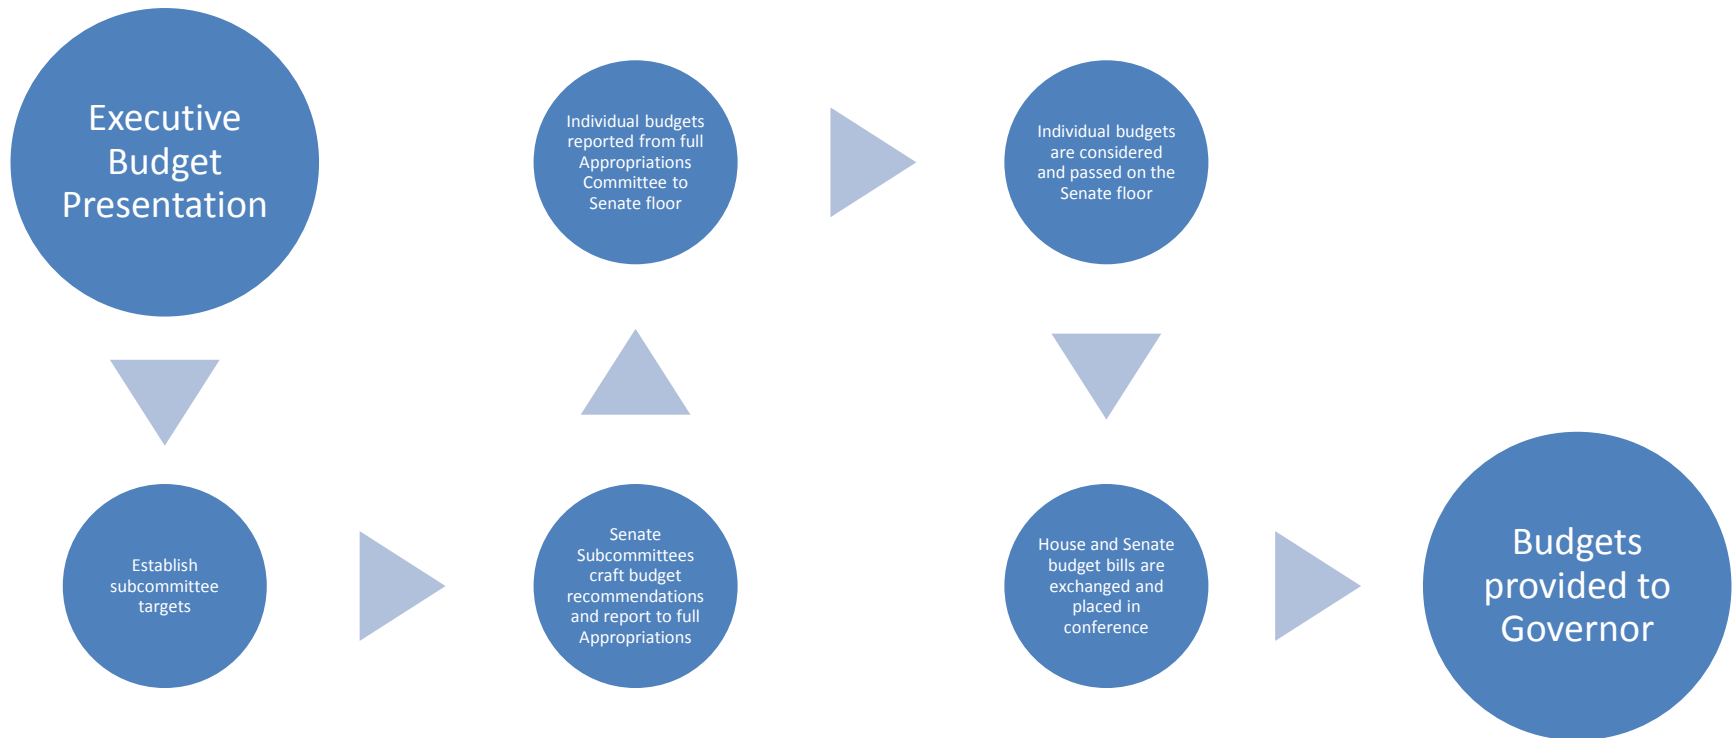 Executive
Budget
Presentation
Establish
subcommittee
targets
Senate
Subcommittees
craft budget
recommendations
and report to full
Appropriations
Individual budgets
reported from full
Appropriations
Committee to
Senate floor
Individual budgets
are considered
and passed on the
Senate floor
House and Senate
budget bills are
exchanged and
placed in
conference
Budgets
provided to
Governor